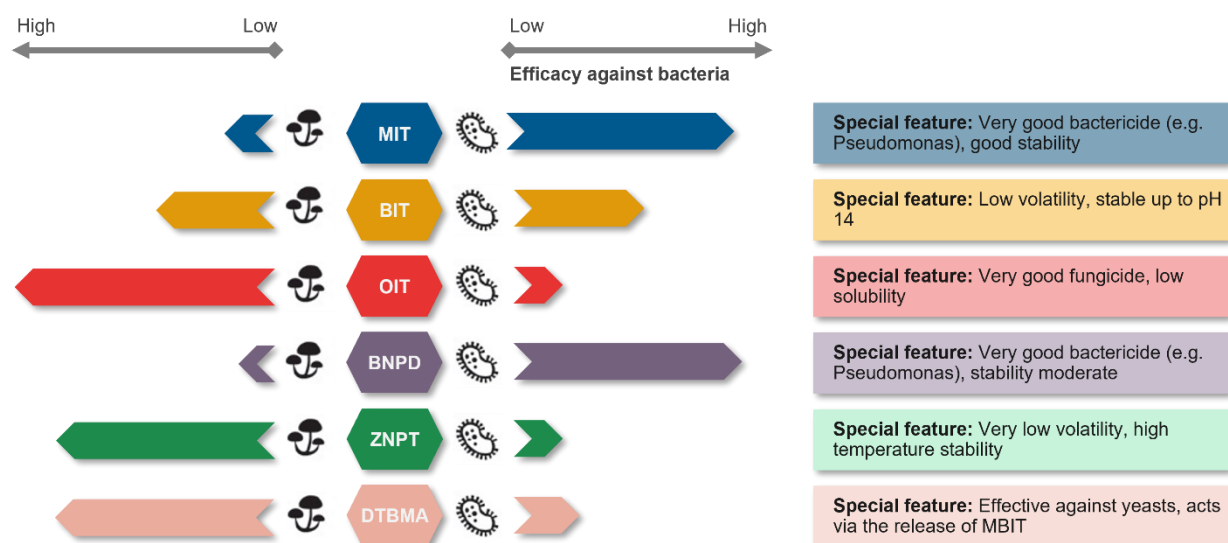 High Low Low High
Efficacy against bacteria
MIT
Special feature: Very good bactericide (e.g.
Pseudomonas), good stability
BIT
Special feature: Low volatility, stable up to pH
14
OIT
Special feature: Very good fungicide, low
solubility
BNPD
Special feature: Very good bactericide (e.g.
Pseudomonas), stability moderate
ZNPT
Special feature: Very low volatility, high
temperature stability
DTBMA
Special feature: Effective against yeasts, acts
via the release of MBIT